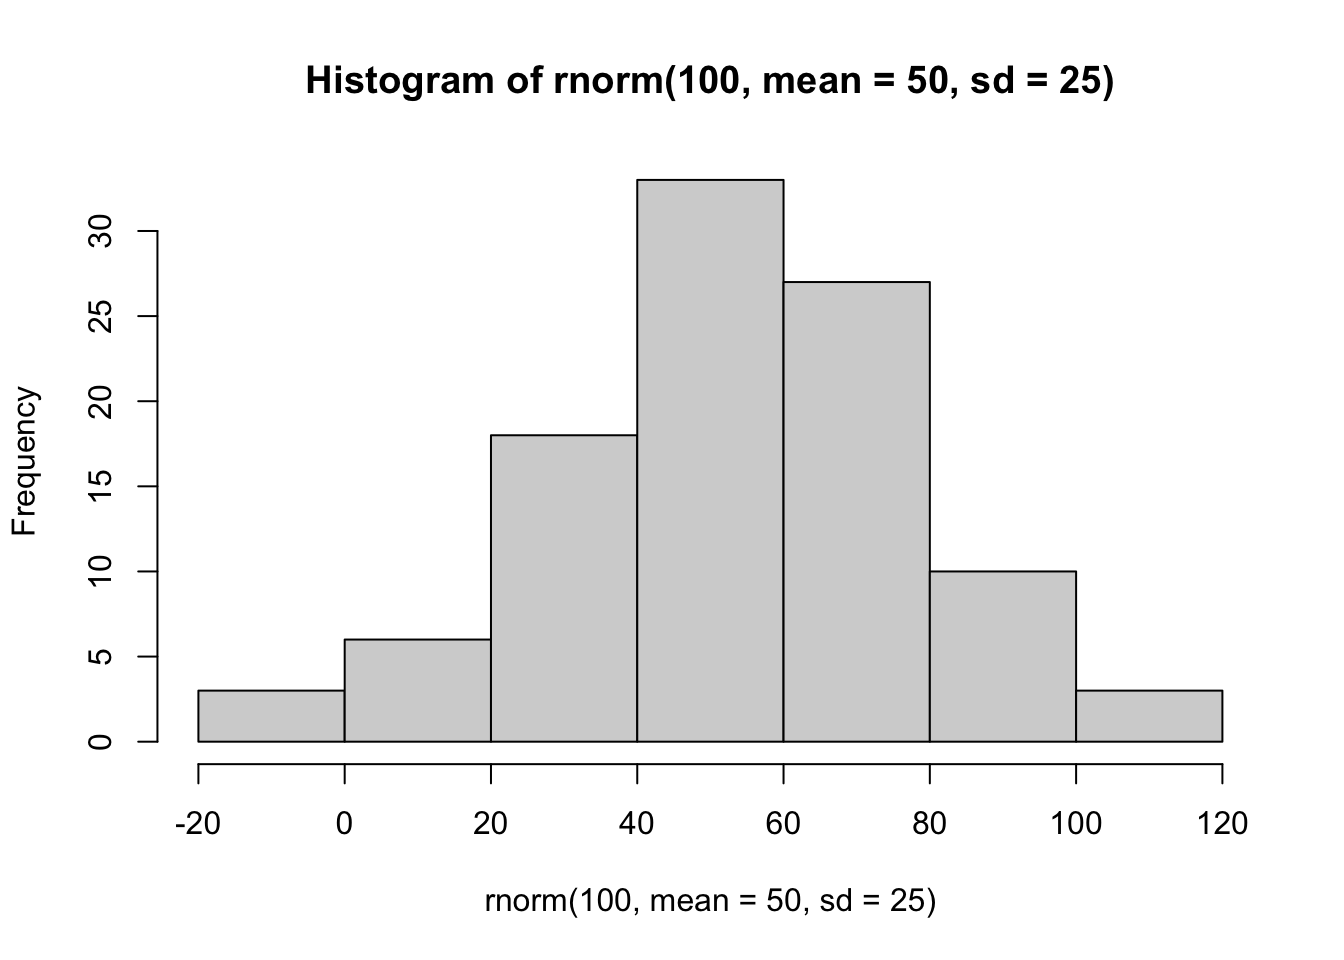 Histogram of rnorm(100, mean = 50, sd = 25)
30
25
20
15
10
5
0
Frequency
-20 0 20 40 60 80 100 120
rnorm(100, mean = 50, sd = 25)